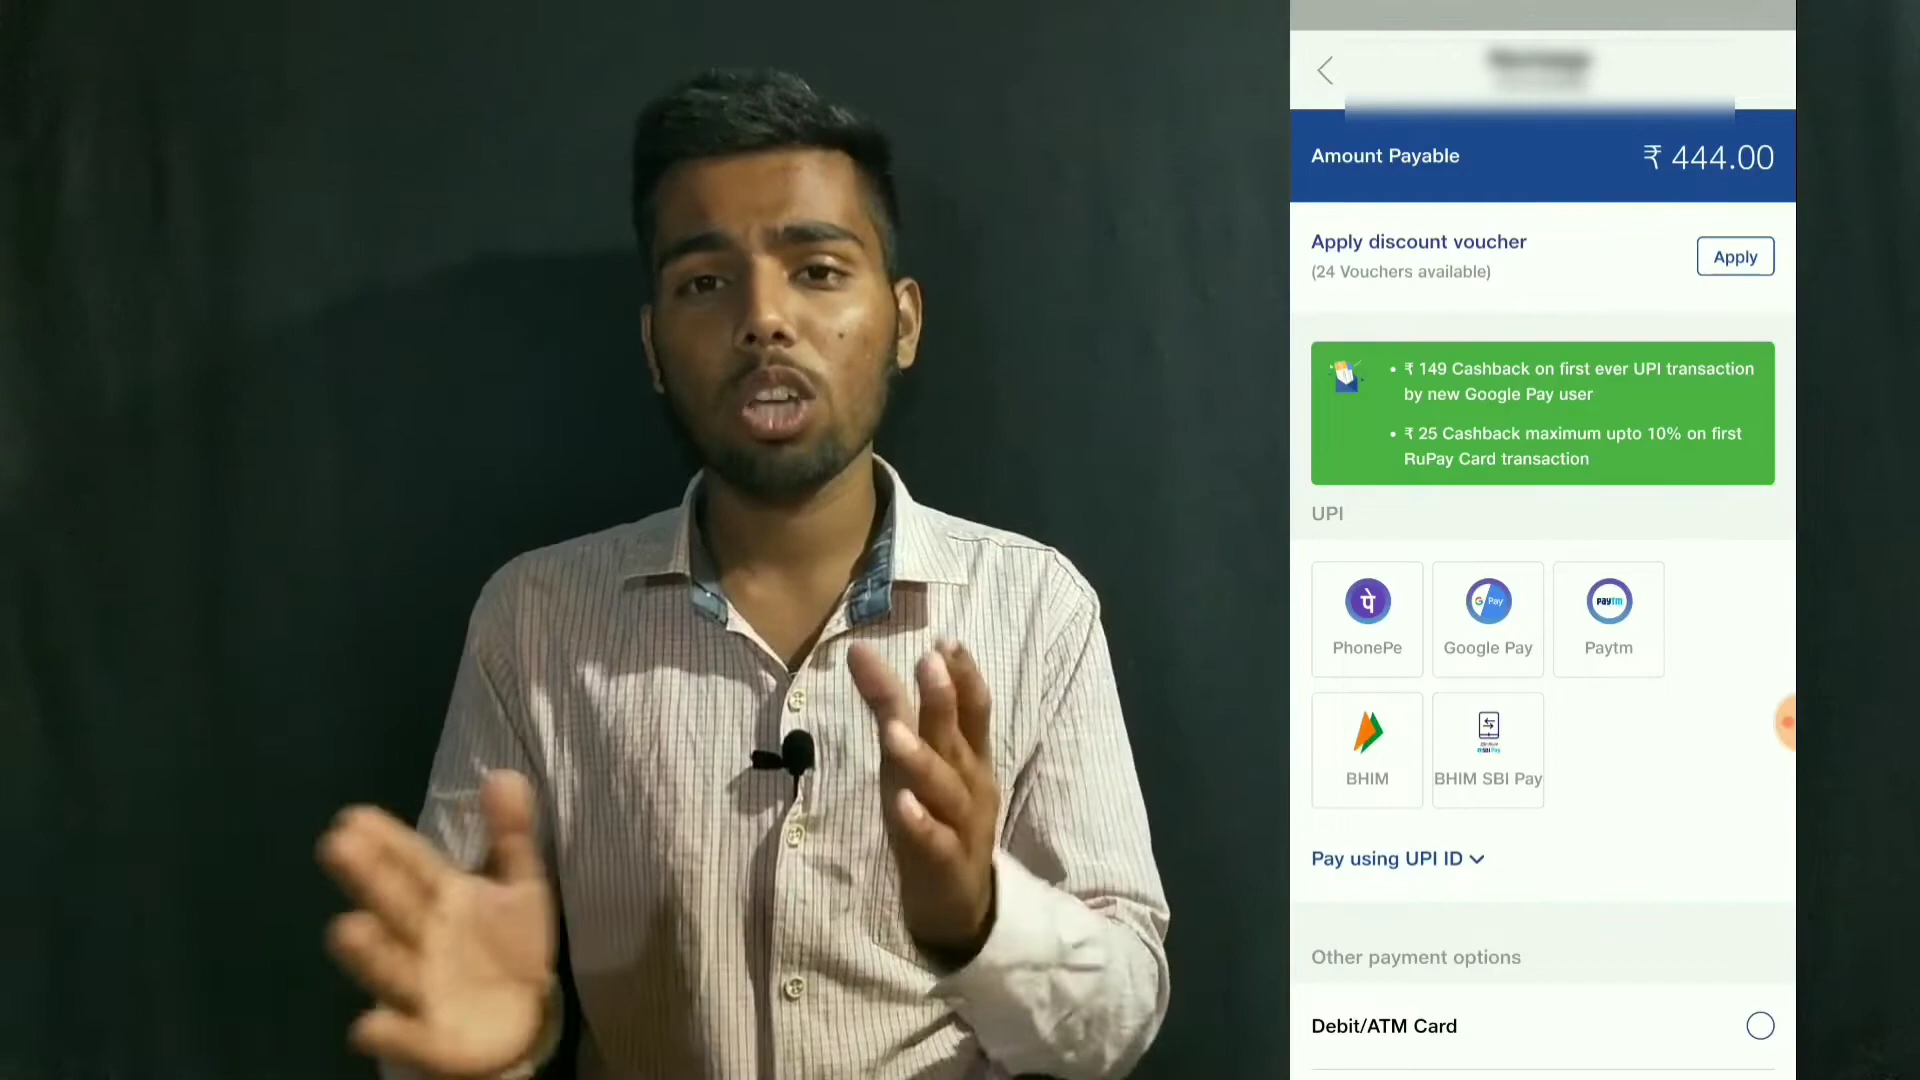 Amount Payable ₹ 444.00
Apply discount voucher
(24 Vouchers available)
Apply
• ₹ 149 Cashback on first ever UPI transaction
by new Google Pay user
• ₹ 25 Cashback maximum upto 10% on first
RuPay Card transaction
UPI
पे
G Pay
Paytm
PhonePe
Google Pay
Paytm
BHIM
BHIM SBI Pay
Pay using UPI ID
Other payment options
Debit/ATM Card